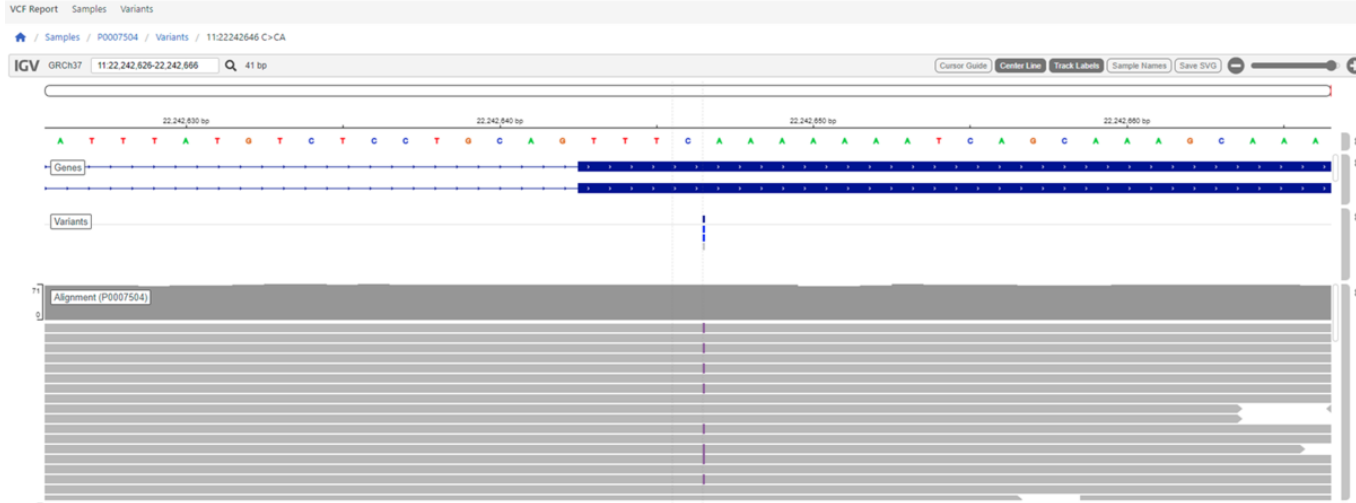 VCF Report Samples Variants
/ Samples / P0007504 / Variants / 11:22242646 C>CA
IGV GRCh37 11:22,242,626-22,242,666 41 bp Cursor Guide Center Line Track Labels Sample Names Save SVG
22,242,630 bp 22,242,640 bp 22,242,650 bp 22,242,660 bp
A T T T A T G T C T C C T G C A G T T T C A A A A A A A T C A G C A A A G C A A A
Genes
Variants
71
Alignment (P0007504)
0